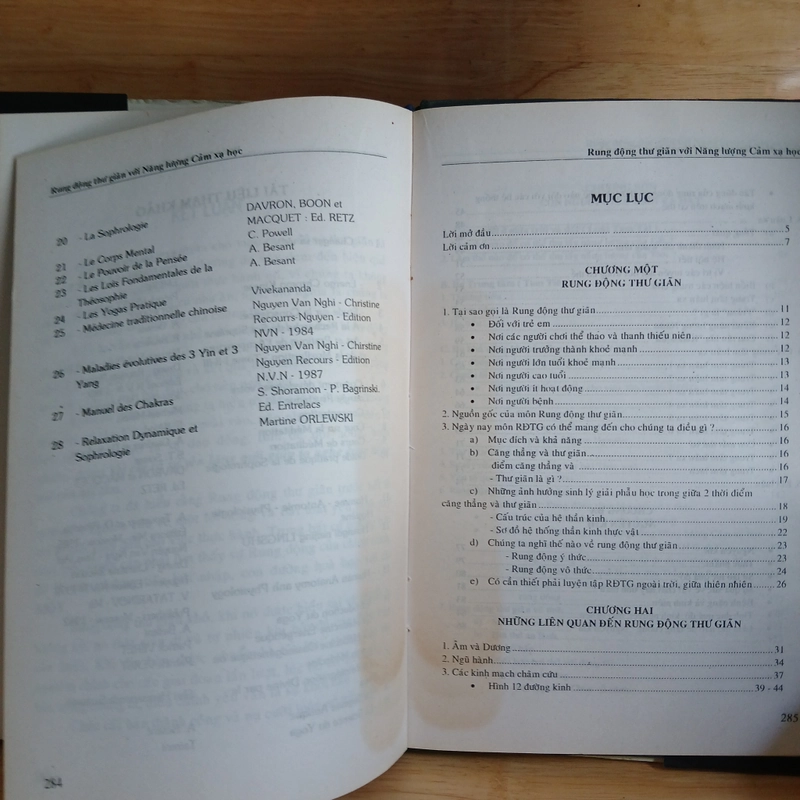 Rung động thư giãn với Năng lượng Cảm xạ học
20 - La Sophrologie
DAVRON, BOON et
MACQUET : Ed. RETZ
21 - Le Corps Mental
C. Powell
22 - Le Pouvoir de la Pensée
A. Besant
23 - Les Lois Fondamentales de la
Théosophie
A. Besant
24 - Les Yogas Pratique
Vivekananda
25 - Médecine traditionnelle chinoise
Nguyen Van Nghi - Christine
Recourrs-Nguyen - Edition
NVN - 1984
26 - Maladies évolutives des 3 Yin et 3
Yang
Nguyen Van Nghi - Chirstine
Nguyen Recours - Edition
N.V.N - 1987
27 - Manuel des Chakras
S. Shoramon - P. Bagrinski.
Ed. Entrelacs
28 - Relaxation Dynamique et
Sophrologie
Martine ORLEWSKI
284
Rung động thư giãn với Năng lượng Cảm xạ học
MỤC LỤC
Lời mở đầu 5
Lời cảm ơn 7
CHƯƠNG MỘT
RUNG ĐỘNG THƯ GIÃN
1. Tại sao gọi là Rung động thư giãn 11
• Đối với trẻ em 12
• Nơi các người chơi thể thao và thanh thiếu niên 12
• Nơi người trưởng thành khoẻ mạnh 12
• Nơi người lớn tuổi khoẻ mạnh 13
• Nơi người cao tuổi 13
• Nơi người ít hoạt động 14
• Nơi người bệnh 14
2. Nguồn gốc của môn Rung động thư giãn 15
3. Ngày nay môn RĐTG có thể mang đến cho chúng ta điều gì ? 16
a) Mục đích và khả năng 16
b) Căng thẳng và thư giãn 16
điểm căng thẳng và 16
- Thư giãn là gì ? 17
c) Những ảnh hưởng sinh lý giải phẫu học trong giữa 2 thời điểm
căng thẳng và thư giãn 18
- Cấu trúc của hệ thần kinh 19
- Sơ đồ hệ thống thần kinh thực vật 22
d) Chúng ta nghĩ thế nào về rung động thư giãn 23
- Rung động ý thức 23
- Rung động vô thức 24
e) Có cần thiết phải luyện tập RĐTG ngoài trời, giữa thiên nhiên 26
CHƯƠNG HAI
NHỮNG LIÊN QUAN ĐẾN RUNG ĐỘNG THƯ GIÃN
1. Âm và Dương 31
2. Ngũ hành 34
3. Các kinh mạch châm cứu 37
• Hình 12 đường kinh 39 - 44
285